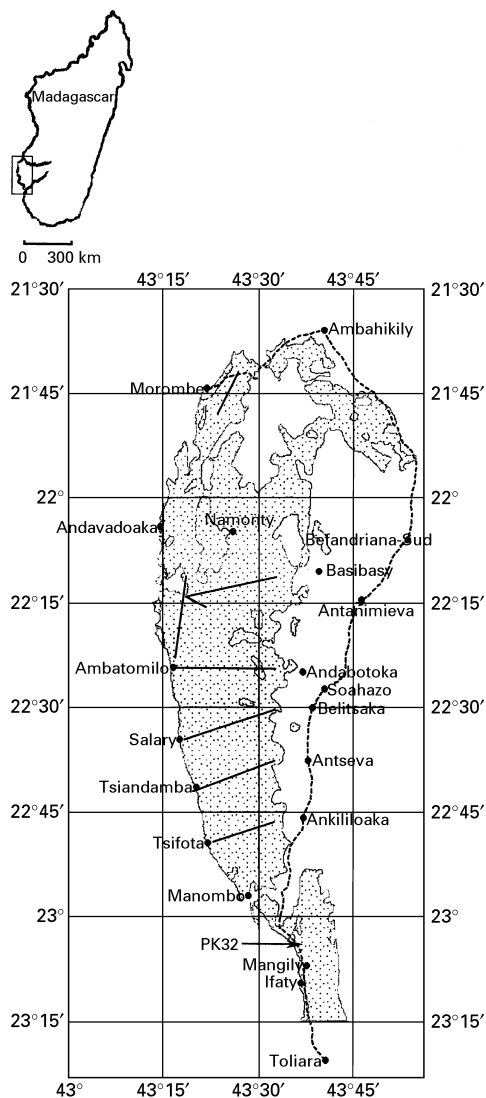 Madagascar
0 300 km
43°15′ 43°30′ 43°45′
21°30′ 21°30′
Ambahikily
Morombe
21°45′ 21°45′
22° 22°
Namonty
Andavadoaka
Befandriana-Sud
Basibasy
22°15′ 22°15′
Antanimieva
Ambatomilo
Andabotoka
Soahazo
22°30′ 22°30′
Belitsaka
Salary
Antseva
Tsiandamba
22°45′ 22°45′
Ankililoaka
Tsifota
Manombo
23° 23°
PK32
Mangily
Ifaty
23°15′ 23°15′
Toliara
43° 43°15′ 43°30′ 43°45′